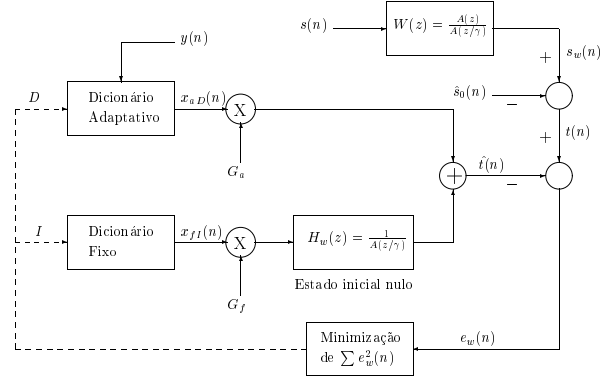 s(n)
W(z) = A(z)/A(z/γ)
y(n)
+
s_w(n)
D
Dicionário
Adaptativo
x_{aD}(n)
X
ŝ_0(n)
−
+
t(n)
G_a
+
t̂(n)
−
I
Dicionário
Fixo
x_{fI}(n)
X
H_w(z) = 1/A(z/γ)
Estado inicial nulo
G_f
Minimização
de ∑ e_w^2(n)
e_w(n)